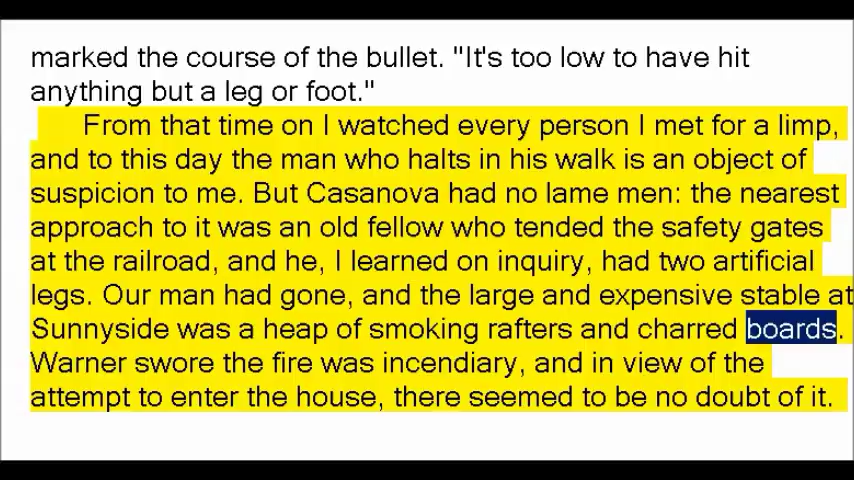 marked the course of the bullet. "It's too low to have hit
anything but a leg or foot."
From that time on I watched every person I met for a limp,
and to this day the man who halts in his walk is an object of
suspicion to me. But Casanova had no lame men: the nearest
approach to it was an old fellow who tended the safety gates
at the railroad, and he, I learned on inquiry, had two artificial
legs. Our man had gone, and the large and expensive stable at
Sunnyside was a heap of smoking rafters and charred boards.
Warner swore the fire was incendiary, and in view of the
attempt to enter the house, there seemed to be no doubt of it.